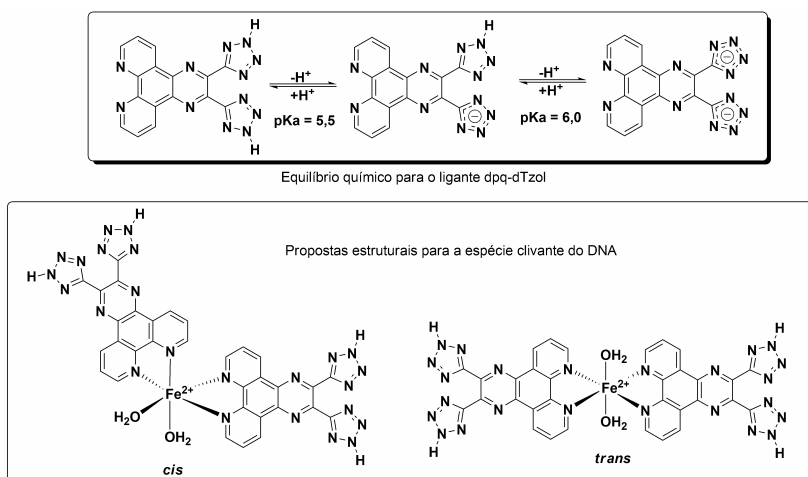 -H⁺
+H⁺
pKa = 5,5
-H⁺
+H⁺
pKa = 6,0
Equilíbrio químico para o ligante dpq-dTzol
Propostas estruturais para a espécie clivante do DNA
Fe²⁺
H₂O
OH₂
cis
OH₂
Fe²⁺
OH₂
trans